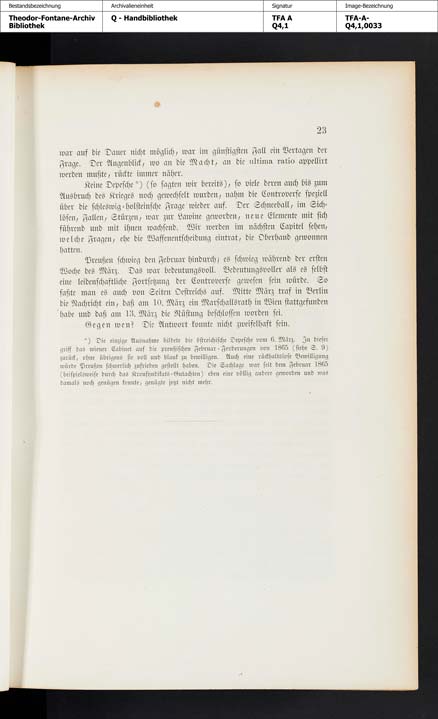 Bestandsbezeichnung Archivalieneinheit Signatur Image-Bezeichnung
Theodor-Fontane-Archiv Q - Handbibliothek TFA A TFA-A-
Bibliothek Q4,1 Q4,1,0033
23
war auf die Dauer nicht möglich, war im günstigsten Fall ein Vertagen der
Frage. Der Augenblick, wo an die Macht, an die ultima ratio appellirt
werden mußte, rückte immer näher.
Keine Depesche*) (so sagten wir bereits), so viele deren auch bis zum
Ausbruch des Krieges noch gewechselt wurden, nahm die Controverse speziell
über die schleswig-holsteinsche Frage wieder auf. Der Schneeball, im Sich-
lösen, Fallen, Stürzen, war zur Lawine geworden, neue Elemente mit sich
führend und mit ihnen wachsend. Wir werden im nächsten Capitel sehen,
welche Fragen, ehe die Waffenentscheidung eintrat, die Oberhand gewonnen
hatten.
Preußen schwieg den Februar hindurch; es schwieg während der ersten
Woche des März. Das war bedeutungsvoll. Bedeutungsvoller als es selbst
eine leidenschaftliche Fortsetzung der Controverse gewesen sein würde. So
faßte man es auch von Seiten Oestreichs auf. Mitte März traf in Berlin
die Nachricht ein, daß am 10. März ein Marschallsrath in Wien stattgefunden
habe und daß am 13. März die Rüstung beschlossen worden sei.
Gegen wen? Die Antwort konnte nicht zweifelhaft sein.
*) Die einzige Ausnahme bildete die östreichische Depesche vom 6. März. In dieser
griff das wiener Cabinet auf die preußischen Februar-Forderungen von 1865 (siehe S. 9)
zurück, ohne übrigens sie voll und blank zu bewilligen. Auch eine rückhaltlose Bewilligung
würde Preußen schwerlich zufrieden gestellt haben. Die Sachlage war seit dem Februar 1865
(beispielsweise durch das Kronsyndikats-Gutachten) eben eine völlig andere geworden und was
damals noch genügen konnte, genügte jetzt nicht mehr.